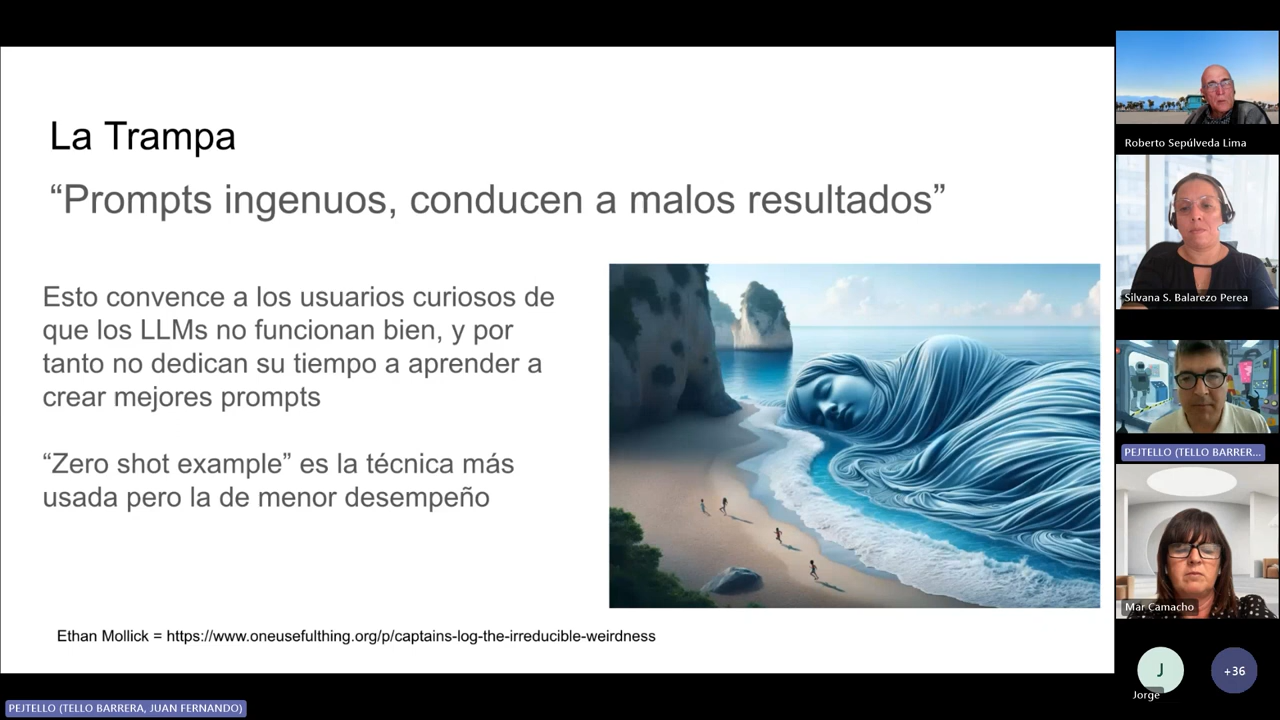 La Trampa
“Prompts ingenuos, conducen a malos resultados”
Esto convence a los usuarios curiosos de
que los LLMs no funcionan bien, y por
tanto no dedican su tiempo a aprender a
crear mejores prompts
“Zero shot example” es la técnica más
usada pero la de menor desempeño
Ethan Mollick = https://www.oneusefulthing.org/p/captains-log-the-irreducible-weirdness
PEJTELLO (TELLO BARRERA, JUAN FERNANDO)
Roberto Sepúlveda Lima
Silvana S. Balarezo Perea
PEJTELLO (TELLO BARRER...
Mar Camacho
J
Jorge
+36